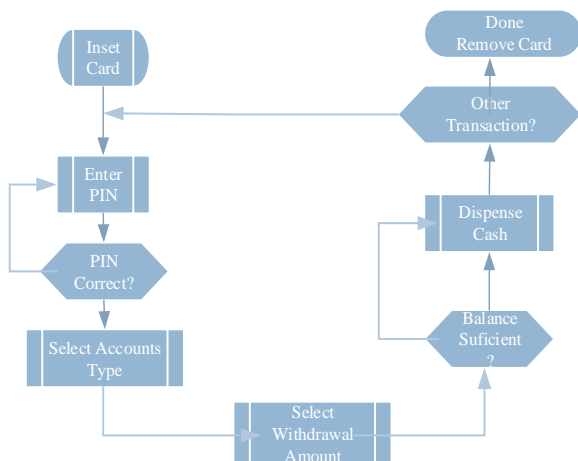 Inset
Card
Enter
PIN
PIN
Correct?
Select Accounts
Type
Select
Withdrawal
Amount
Balance
Suficient
?
Dispense
Cash
Other
Transaction?
Done
Remove Card